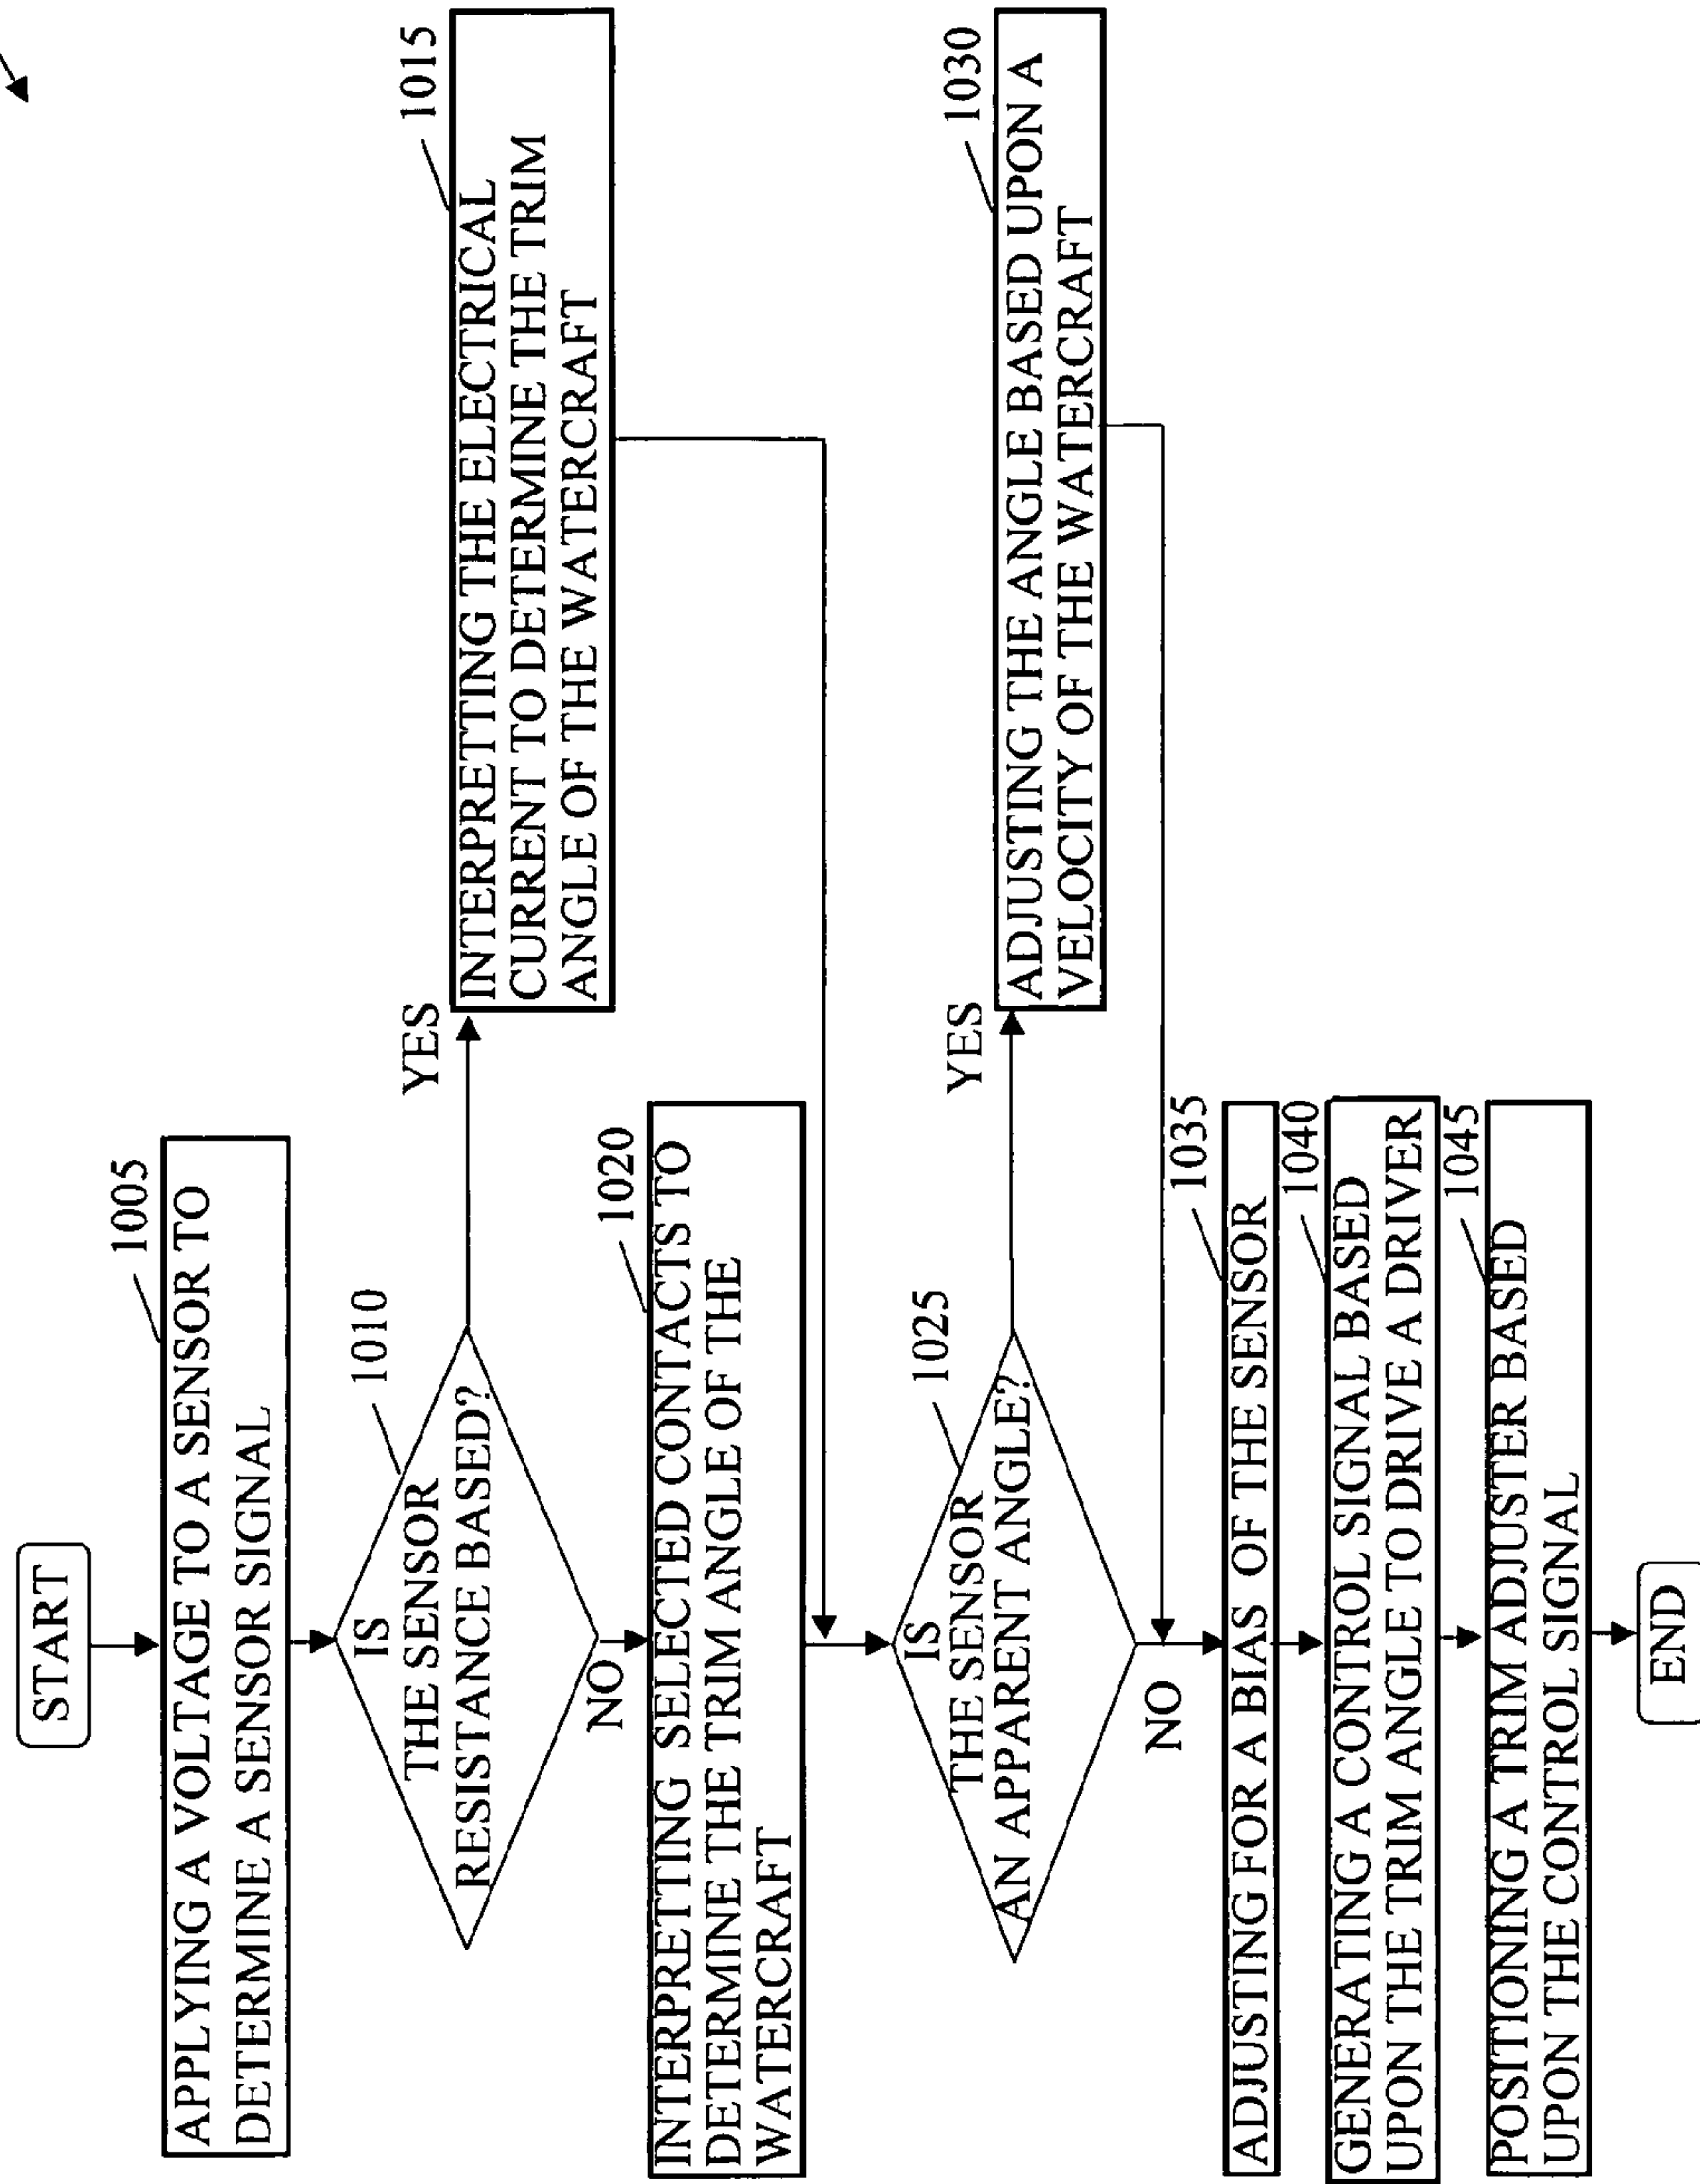 START
1005
APPLYING A VOLTAGE TO A SENSOR TO
DETERMINE A SENSOR SIGNAL
1010
IS
THE SENSOR
RESISTANCE BASED?
YES
1015
INTERPRETTING THE ELECTRICAL
CURRENT TO DETERMINE THE TRIM
ANGLE OF THE WATERCRAFT
NO
1020
INTERPRETTING SELECTED CONTACTS TO
DETERMINE THE TRIM ANGLE OF THE
WATERCRAFT
1025
IS
THE SENSOR
AN APPARENT ANGLE?
YES
1030
ADJUSTING THE ANGLE BASED UPON A
VELOCITY OF THE WATERCRAFT
NO
1035
ADJUSTING FOR A BIAS OF THE SENSOR
1040
GENERATING A CONTROL SIGNAL BASED
UPON THE TRIM ANGLE TO DRIVE A DRIVER
1045
POSITIONING A TRIM ADJUSTER BASED
UPON THE CONTROL SIGNAL
END